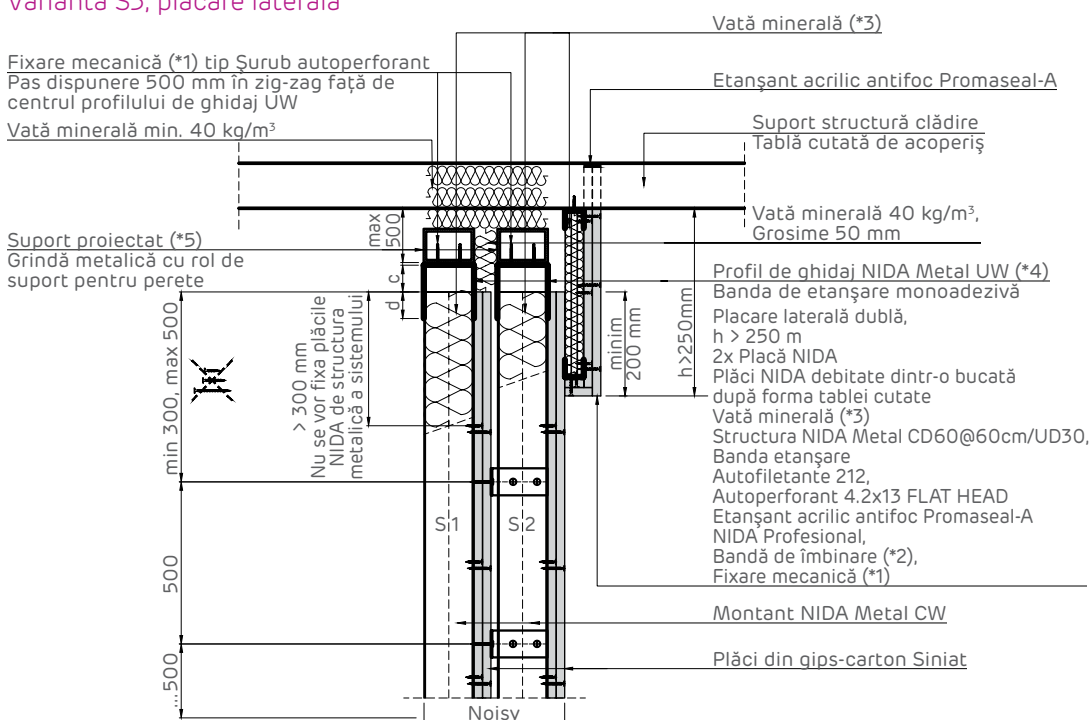 Varianta S5, placare laterală
Vată minerală (*3)
Fixare mecanică (*1) tip Șurub autoperforant
Pas dispunere 500 mm în zig-zag față de
centrul profilului de ghidaj UW
Vată minerală min. 40 kg/m³
Etanșant acrilic antifoc Promaseal-A
Suport structură clădire
Tablă cutată de acoperiș
Suport proiectat (*5)
Grindă metalică cu rol de
suport pentru perete
Vată minerală 40 kg/m³,
Grosime 50 mm
Profil de ghidaj NIDA Metal UW (*4)
Banda de etanșare monoadezivă
Placare laterală dublă,
h > 250 m
2x Placă NIDA
Plăci NIDA debitate dintr-o bucată
după forma tablei cutate
Vată minerală (*3)
Structura NIDA Metal CD60@60cm/UD30,
Banda etanșare
Autofiletante 212,
Autoperforant 4.2x13 FLAT HEAD
Etanșant acrilic antifoc Promaseal-A
NIDA Profesional,
Bandă de îmbinare (*2),
Fixare mecanică (*1)
Montant NIDA Metal CW
Plăci din gips-carton Siniat
max
500
c
d
min 300, max 500
> 300 mm
Nu se vor fixa plăcile
NIDA de structura
metalică a sistemului
minim
200 mm
h>250mm
S 1
S 2
500
...500
Noisy